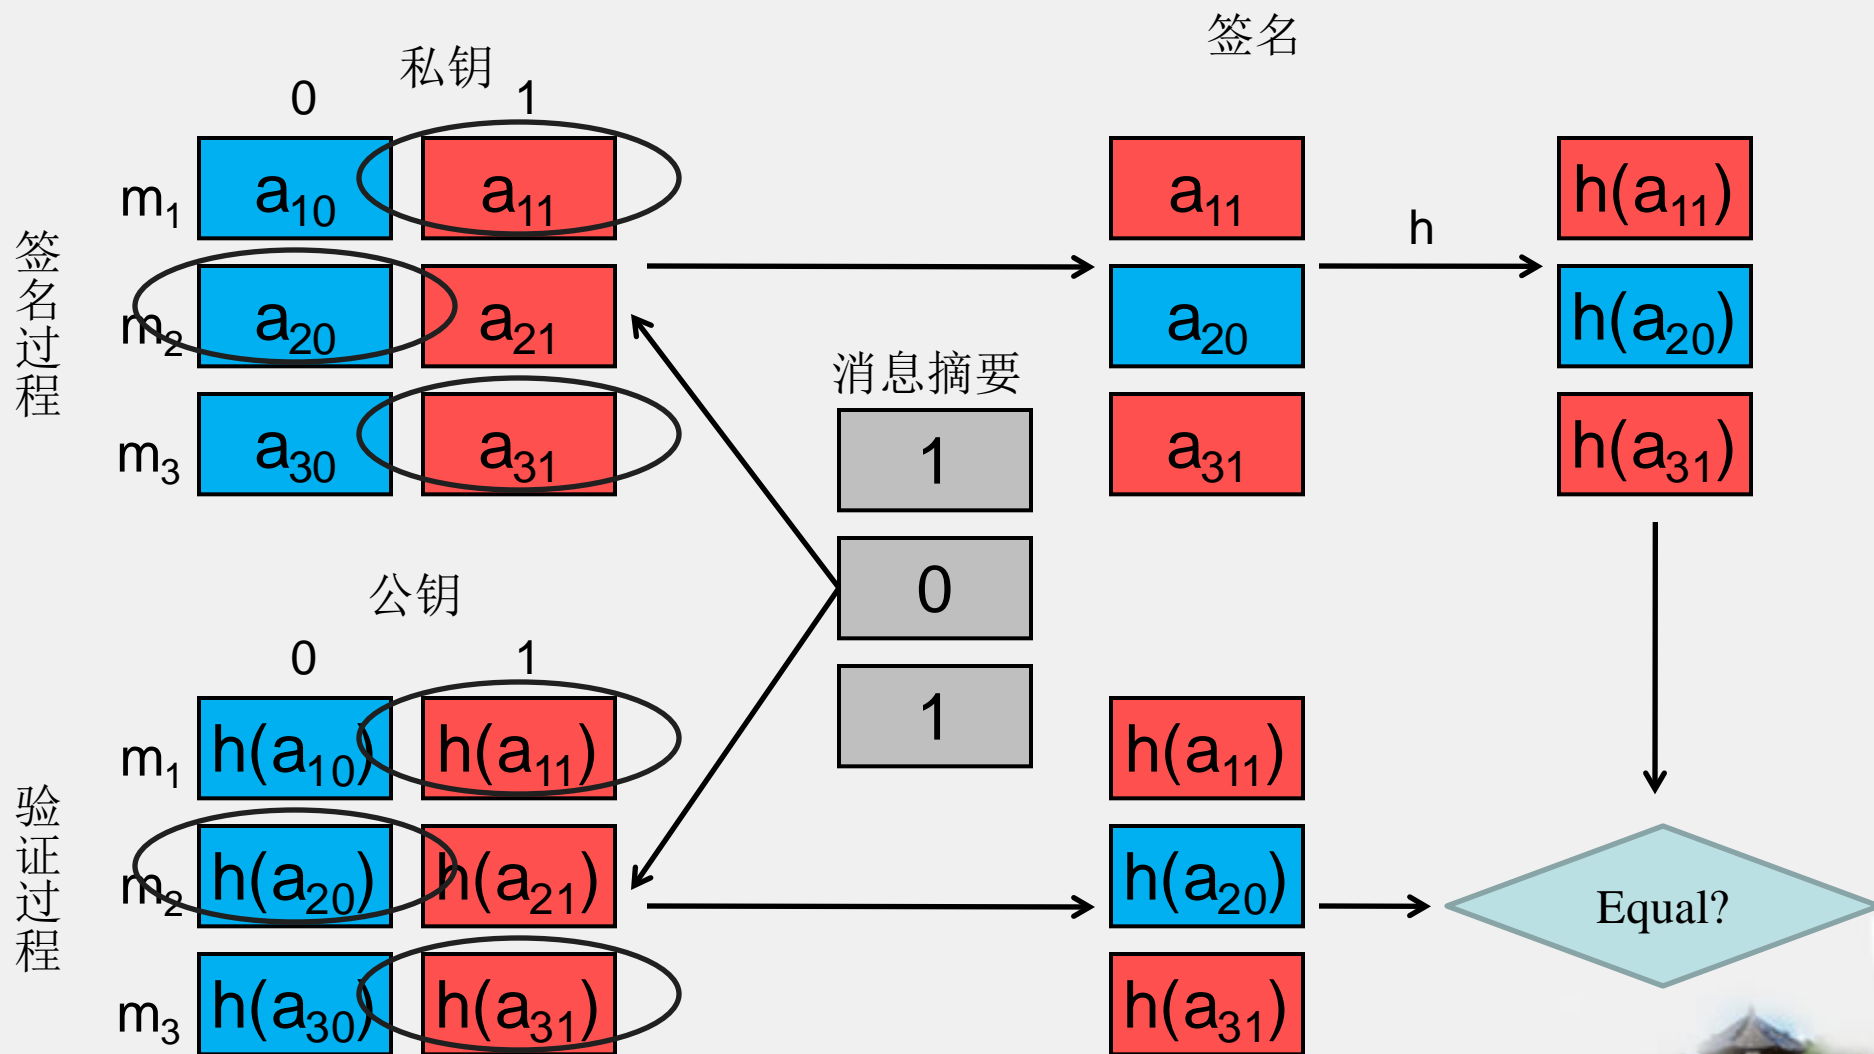 签名
私钥
0 1
m1 a10 a11 a11 h(a11)
h
m2 a20 a21 a20 h(a20)
签名过程
消息摘要
m3 a30 a31 a31 h(a31)
1
0
1
公钥
0 1
m1 h(a10) h(a11) h(a11)
验证过程
m2 h(a20) h(a21) h(a20) Equal?
m3 h(a30) h(a31) h(a31)